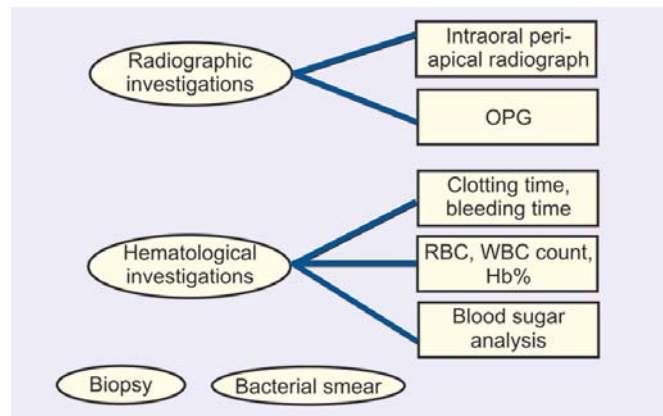 Radiographic
investigations
Intraoral peri-
apical radiograph
OPG
Hematological
investigations
Clotting time,
bleeding time
RBC, WBC count,
Hb%
Blood sugar
analysis
Biopsy
Bacterial smear